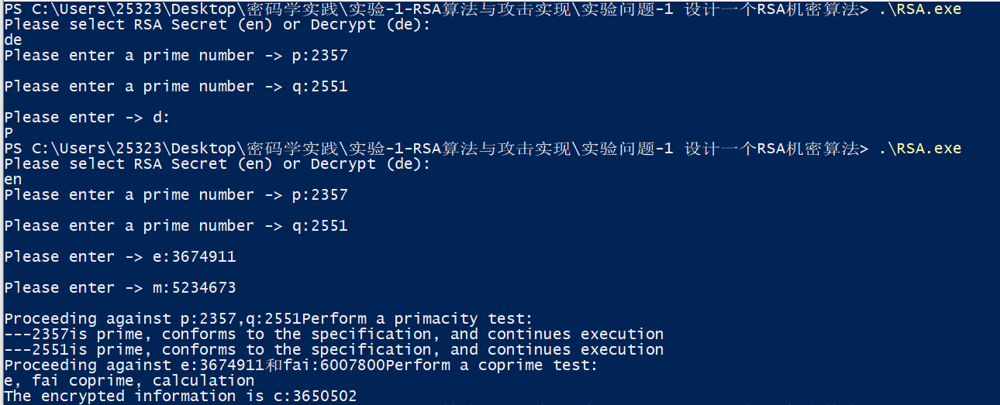 PS C:\Users\25323\Desktop\密码学实践\实验-1-RSA算法与攻击实现\实验问题-1 设计一个RSA机密算法> .\RSA.exe
Please select RSA Secret (en) or Decrypt (de):
de
Please enter a prime number -> p:2357
Please enter a prime number -> q:2551
Please enter -> d:
P
PS C:\Users\25323\Desktop\密码学实践\实验-1-RSA算法与攻击实现\实验问题-1 设计一个RSA机密算法> .\RSA.exe
Please select RSA Secret (en) or Decrypt (de):
en
Please enter a prime number -> p:2357
Please enter a prime number -> q:2551
Please enter -> e:3674911
Please enter -> m:5234673
Proceeding against p:2357,q:2551Perform a primacity test:
---2357is prime, conforms to the specification, and continues execution
---2551is prime, conforms to the specification, and continues execution
Proceeding against e:3674911和fai:6007800Perform a coprime test:
e, fai coprime, calculation
The encrypted information is c:3650502